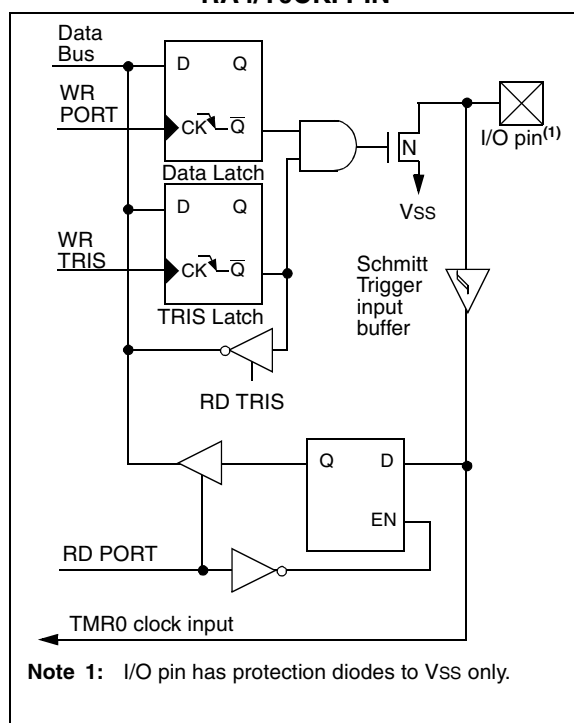 RA4/T0CKI PIN
Data
Bus
D Q
WR
PORT
CK Q
I/O pin(1)
N
Data Latch
VSS
D Q
WR
TRIS
CK Q
Schmitt
Trigger
input
buffer
TRIS Latch
RD TRIS
Q D
EN
RD PORT
TMR0 clock input
Note 1: I/O pin has protection diodes to VSS only.